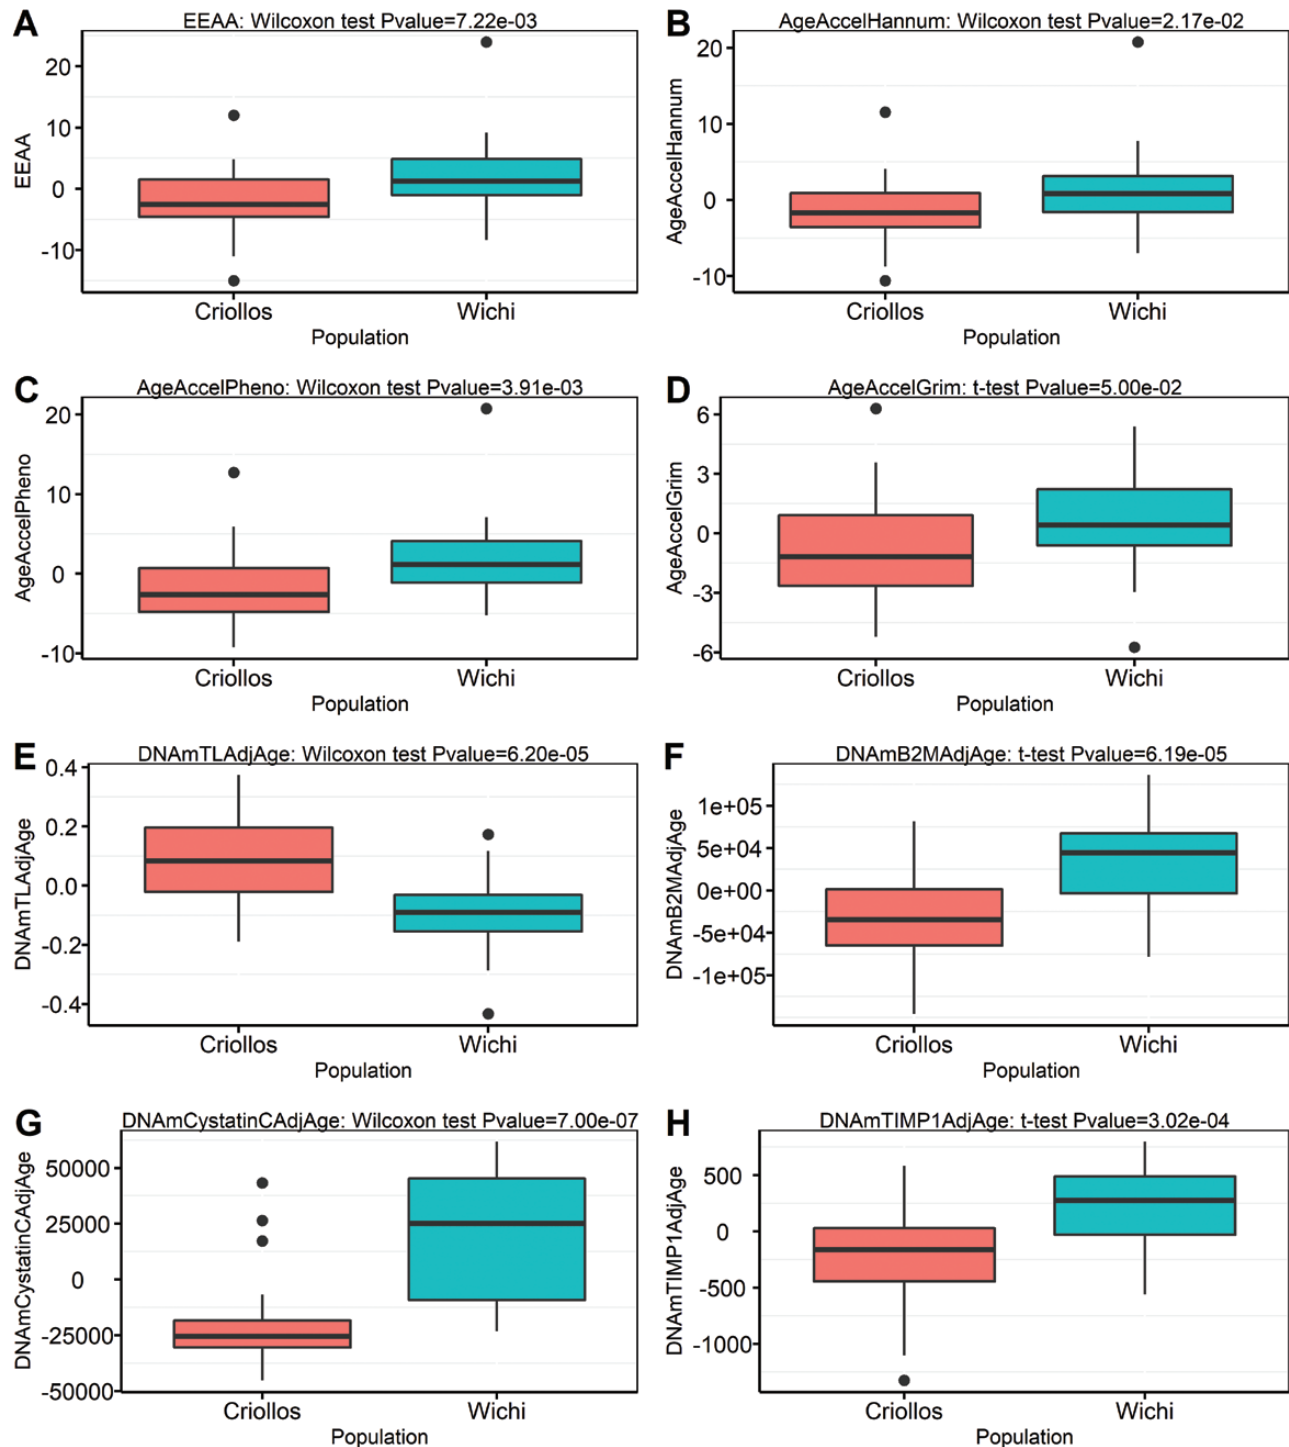 A
EEAA: Wilcoxon test Pvalue=7.22e-03
EEAA
20
10
0
-10
Criollos
Wichi
Population
B
AgeAccelHannum: Wilcoxon test Pvalue=2.17e-02
AgeAccelHannum
20
10
0
-10
Criollos
Wichi
Population
C
AgeAccelPheno: Wilcoxon test Pvalue=3.91e-03
AgeAccelPheno
20
10
0
-10
Criollos
Wichi
Population
D
AgeAccelGrim: t-test Pvalue=5.00e-02
AgeAccelGrim
6
3
0
-3
-6
Criollos
Wichi
Population
E
DNAmTLAdjAge: Wilcoxon test Pvalue=6.20e-05
DNAmTLAdjAge
0.4
0.2
0.0
-0.2
-0.4
Criollos
Wichi
Population
F
DNAmB2MAdjAge: t-test Pvalue=6.19e-05
DNAmB2MAdjAge
1e+05
5e+04
0e+00
-5e+04
-1e+05
Criollos
Wichi
Population
G
DNAmCystatinCAdjAge: Wilcoxon test Pvalue=7.00e-07
DNAmCystatinCAdjAge
50000
25000
0
-25000
-50000
Criollos
Wichi
Population
H
DNAmTIMP1AdjAge: t-test Pvalue=3.02e-04
DNAmTIMP1AdjAge
500
0
-500
-1000
Criollos
Wichi
Population